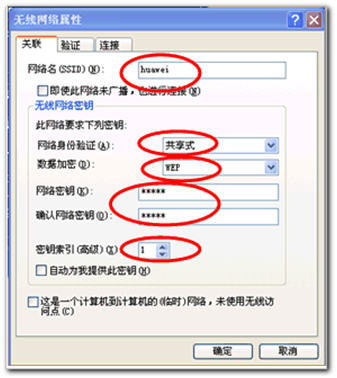 无线网络属性
关联 验证 连接
网络名(SSID)(N): huawei
即使此网络未广播，也进行连接(N)
无线网络密钥
此网络要求下列密钥:
网络身份验证(A): 共享式
数据加密(D): WEP
网络密钥(K): *****
确认网络密钥(O): *****
密钥索引(高级)(X): 1
自动为我提供此密钥(H)
这是一个计算机到计算机的(临时)网络，未使用无线访
问点(C)
确定 取消